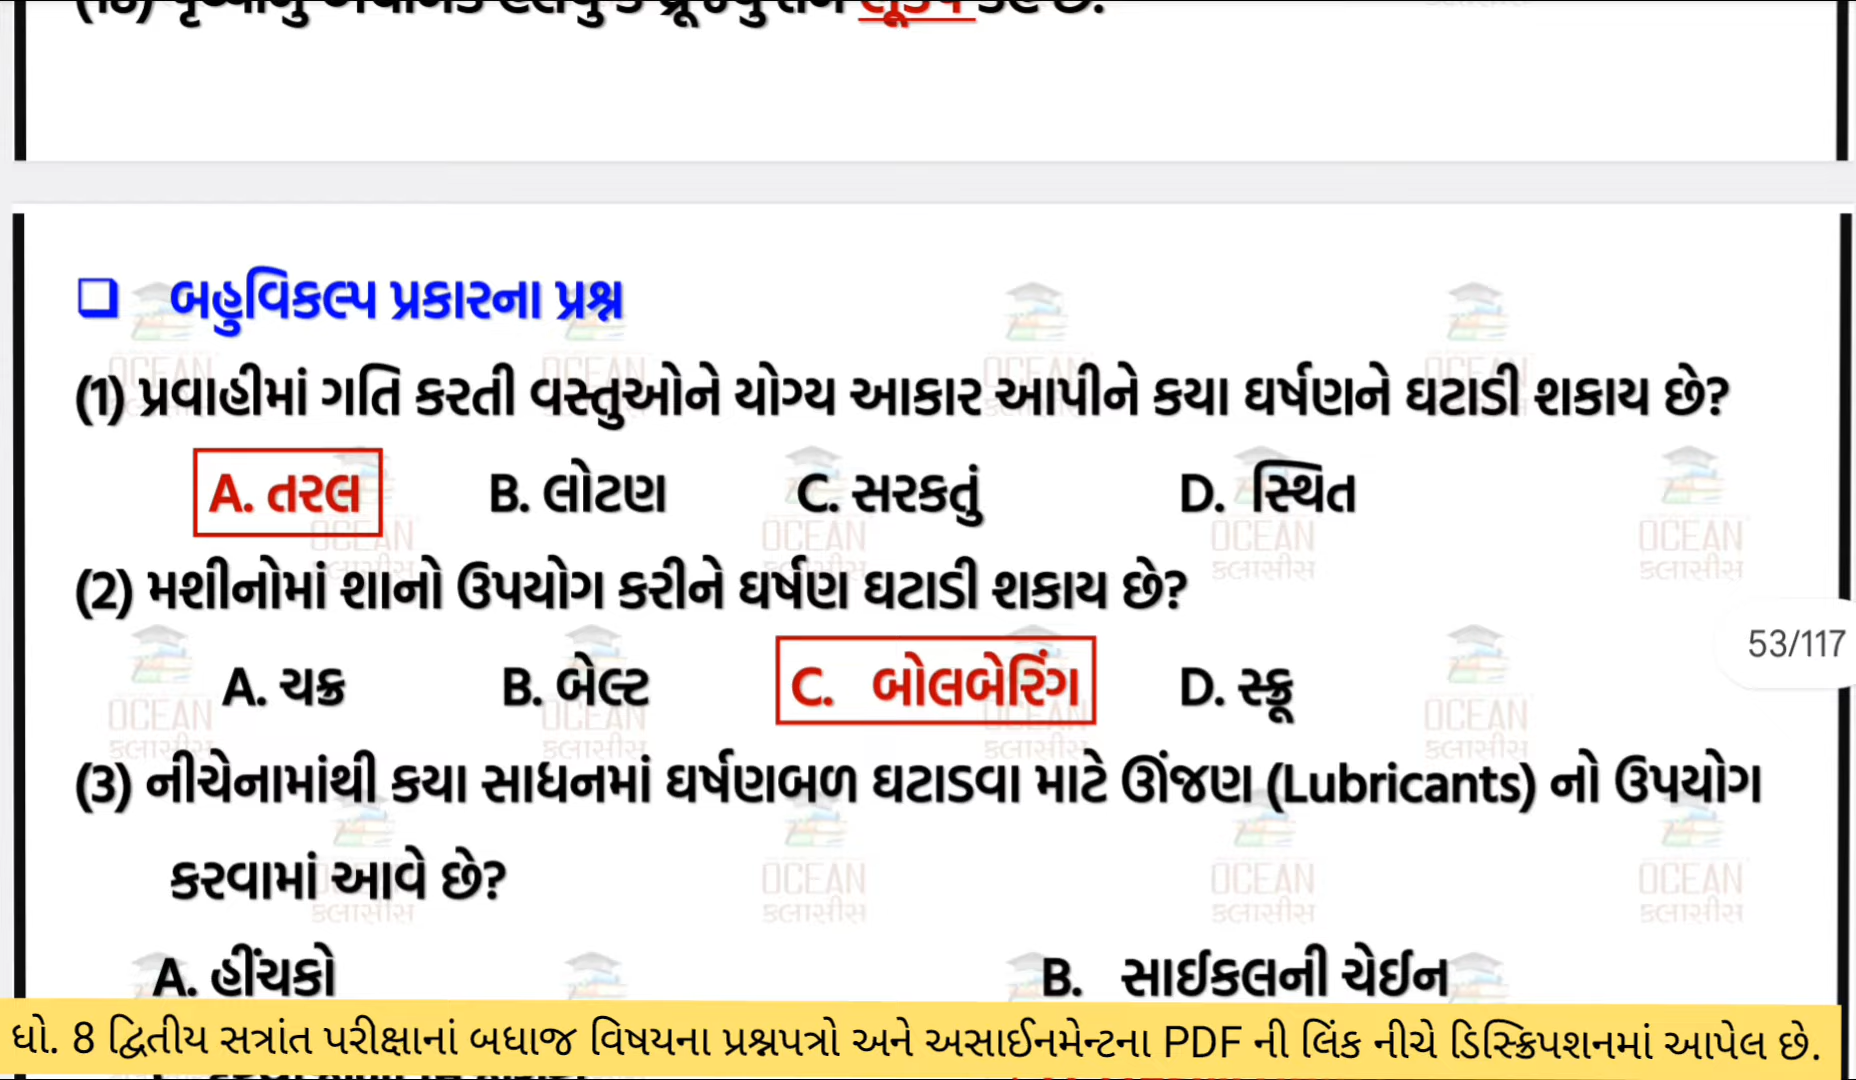 ❑ બહુવિકલ્પ પ્રકારના પ્રશ્ન
(1) પ્રવાહીમાં ગતિ કરતી વસ્તુઓને યોગ્ય આકાર આપીને કયા ઘર્ષણને ઘટાડી શકાય છે?
A. તરલ B. લોટણ C. સરકતું D. સ્થિત
(2) મશીનોમાં શાનો ઉપયોગ કરીને ઘર્ષણ ઘટાડી શકાય છે?
53/117
A. ચક્ર B. બેલ્ટ C. બોલબેરિંગ D. સ્ક્રૂ
(3) નીચેનામાંથી કયા સાધનમાં ઘર્ષણબળ ઘટાડવા માટે ઊંજણ (Lubricants) નો ઉપયોગ
કરવામાં આવે છે?
A. હીંચકો B. સાઈકલની ચેઈન
ધો. 8 દ્વિતીય સત્રાંત પરીક્ષાનાં બધાજ વિષયના પ્રશ્નપત્રો અને અસાઈનમેન્ટના PDF ની લિંક નીચે ડિસ્ક્રિપશનમાં આપેલ છે.